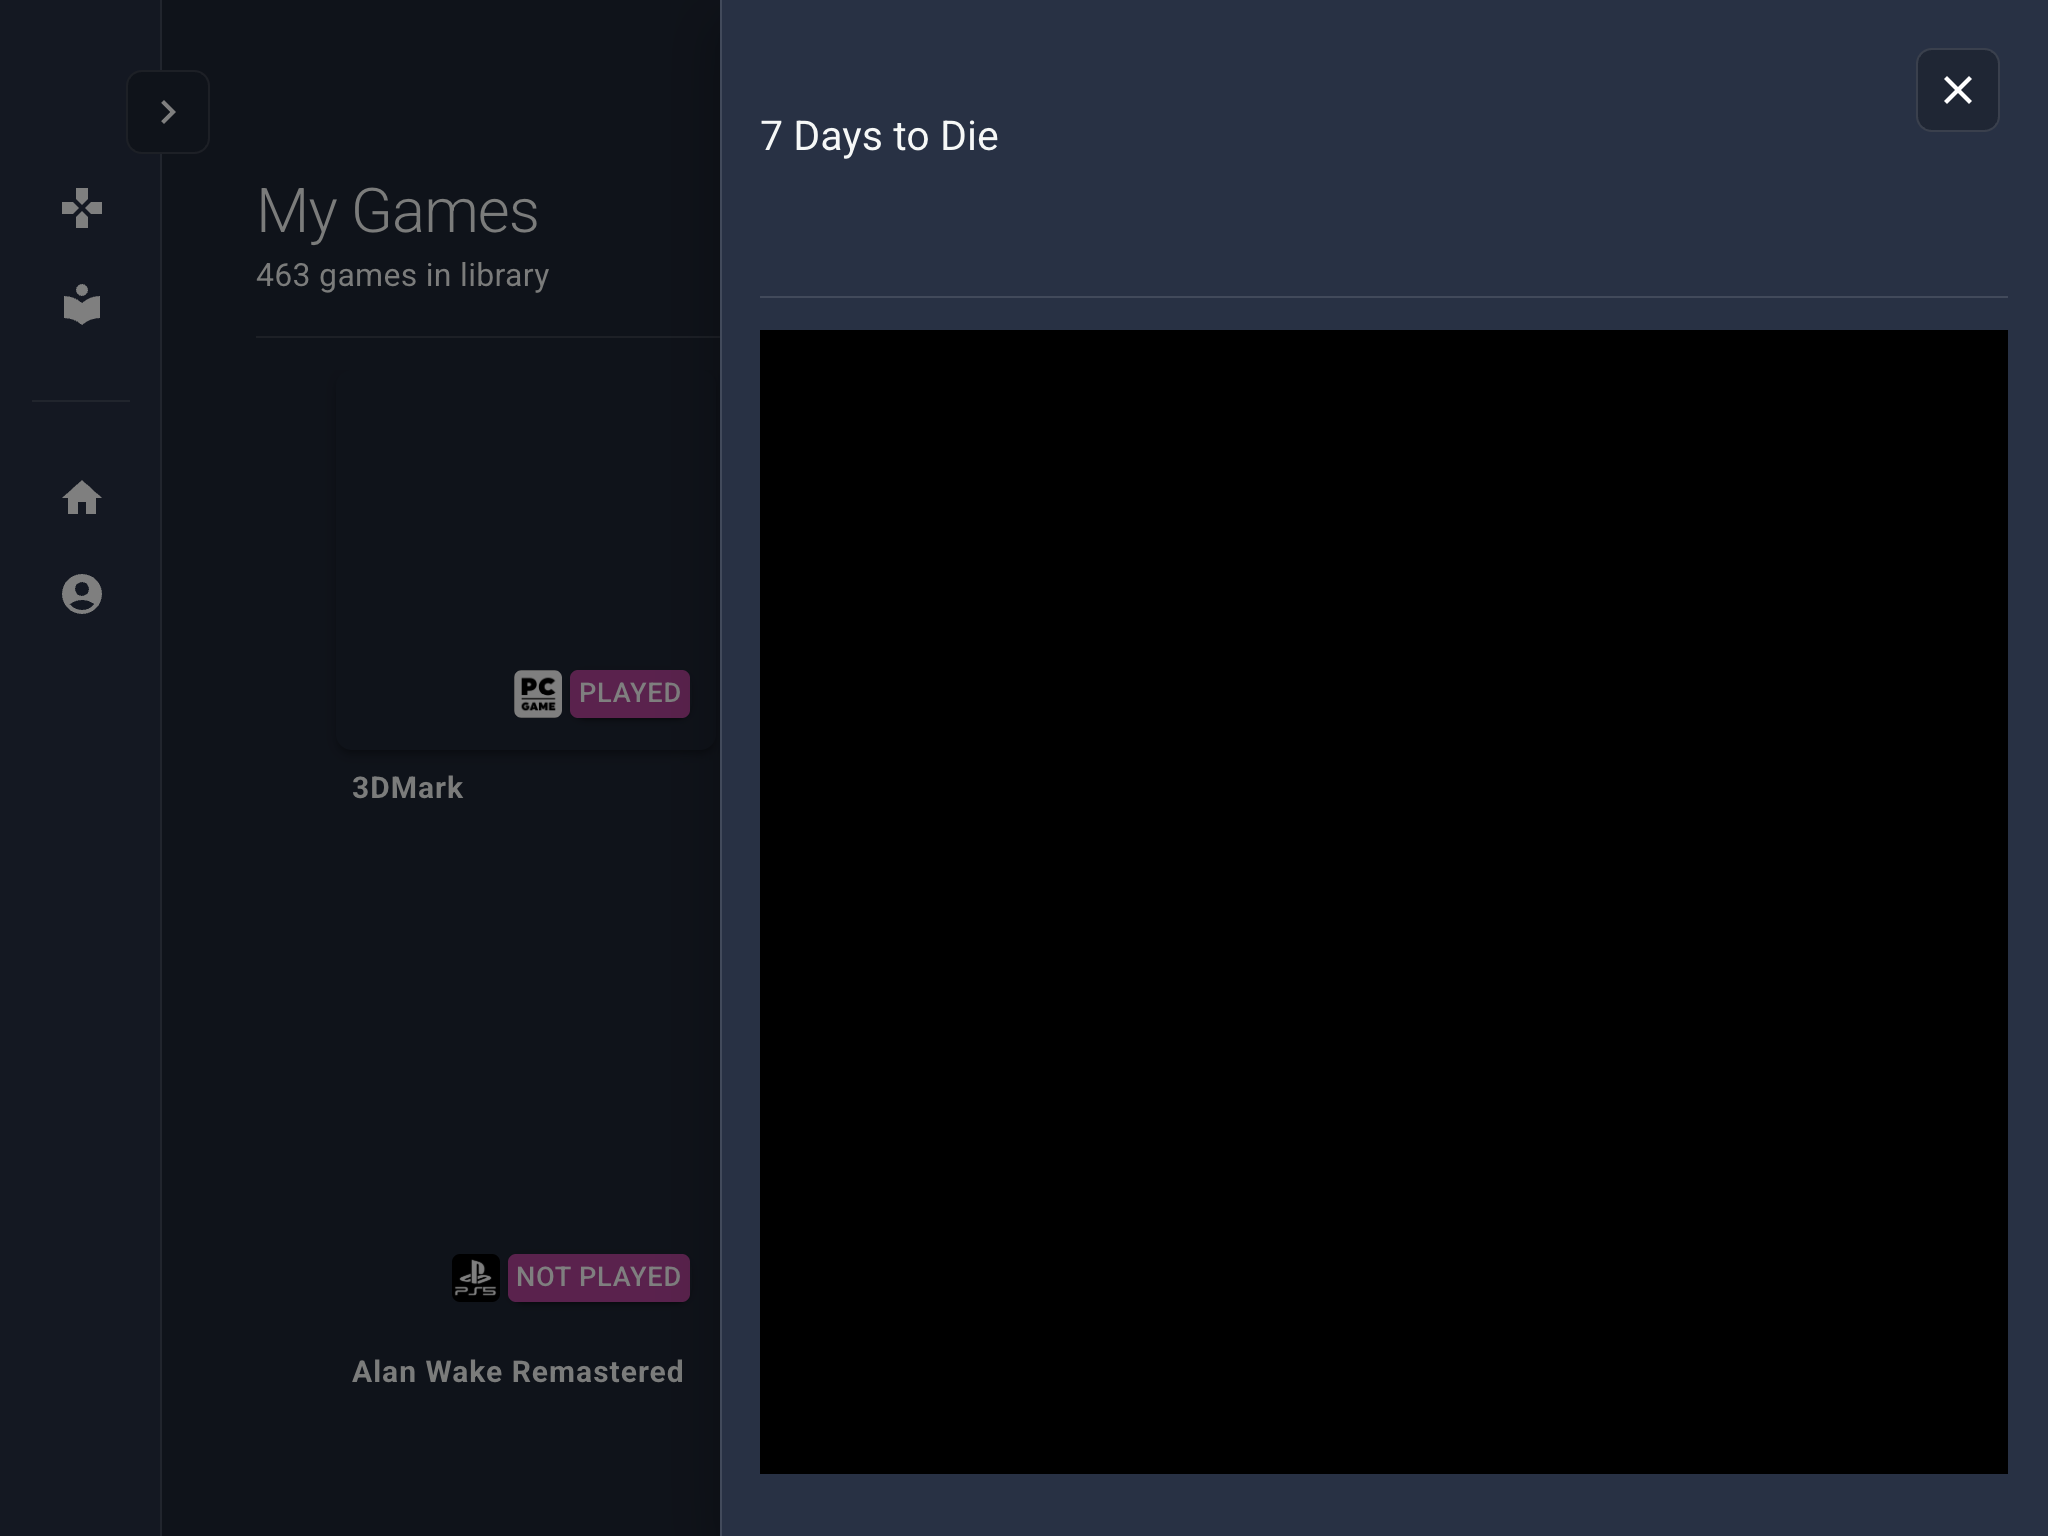 7 Days to Die
My Games
463 games in library
PC
GAME
PLAYED
3DMark
PS5
NOT PLAYED
Alan Wake Remastered